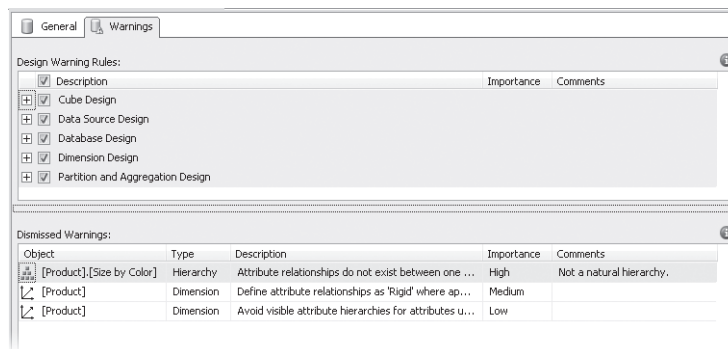 General Warnings
Design Warning Rules:
Description Importance Comments
Cube Design
Data Source Design
Database Design
Dimension Design
Partition and Aggregation Design
Dismissed Warnings:
Object Type Description Importance Comments
[Product].[Size by Color] Hierarchy Attribute relationships do not exist between one ... High Not a natural hierarchy.
[Product] Dimension Define attribute relationships as 'Rigid' where ap... Medium
[Product] Dimension Avoid visible attribute hierarchies for attributes u... Low